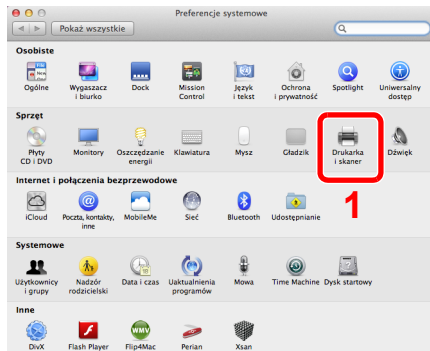 Preferencje systemowe
Pokaż wszystkie
Osobiste
Ogólne
Wygaszacz i biurko
Dock
Mission Control
Język i tekst
Ochrona i prywatność
Spotlight
Uniwersalny dostęp
Sprzęt
Płyty CD i DVD
Monitory
Oszczędzanie energii
Klawiatura
Mysz
Gładzik
Drukarka i skaner
Dźwięk
1
Internet i połączenia bezprzewodowe
iCloud
Poczta, kontakty, inne
MobileMe
Sieć
Bluetooth
Udostępnianie
Systemowe
Użytkownicy i grupy
Nadzór rodzicielski
Data i czas
Uaktualnienia programów
Mowa
Time Machine
Dysk startowy
Inne
DivX
Flash Player
WMV
Flip4Mac
Perian
Xsan